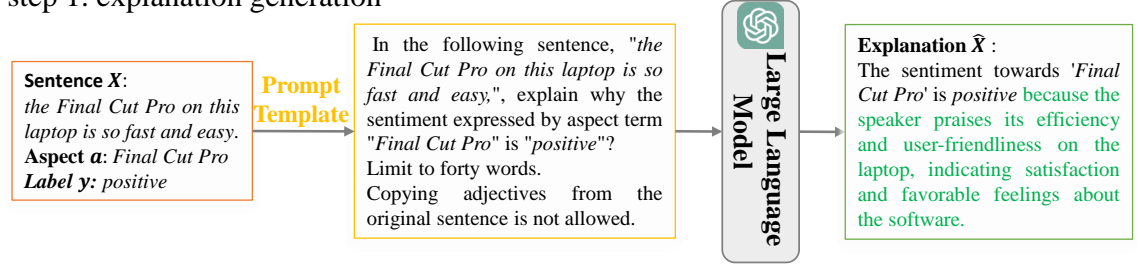 step 1: explanation generation
Sentence X:
the Final Cut Pro on this
laptop is so fast and easy.
Aspect a: Final Cut Pro
Label y: positive
Prompt
Template
In the following sentence, "the
Final Cut Pro on this laptop is so
fast and easy,", explain why the
sentiment expressed by aspect term
"Final Cut Pro" is "positive"?
Limit to forty words.
Copying adjectives from the
original sentence is not allowed.
Large Language
Model
Explanation X̂ :
The sentiment towards 'Final
Cut Pro' is positive because the
speaker praises its efficiency
and user-friendliness on the
laptop, indicating satisfaction
and favorable feelings about
the software.